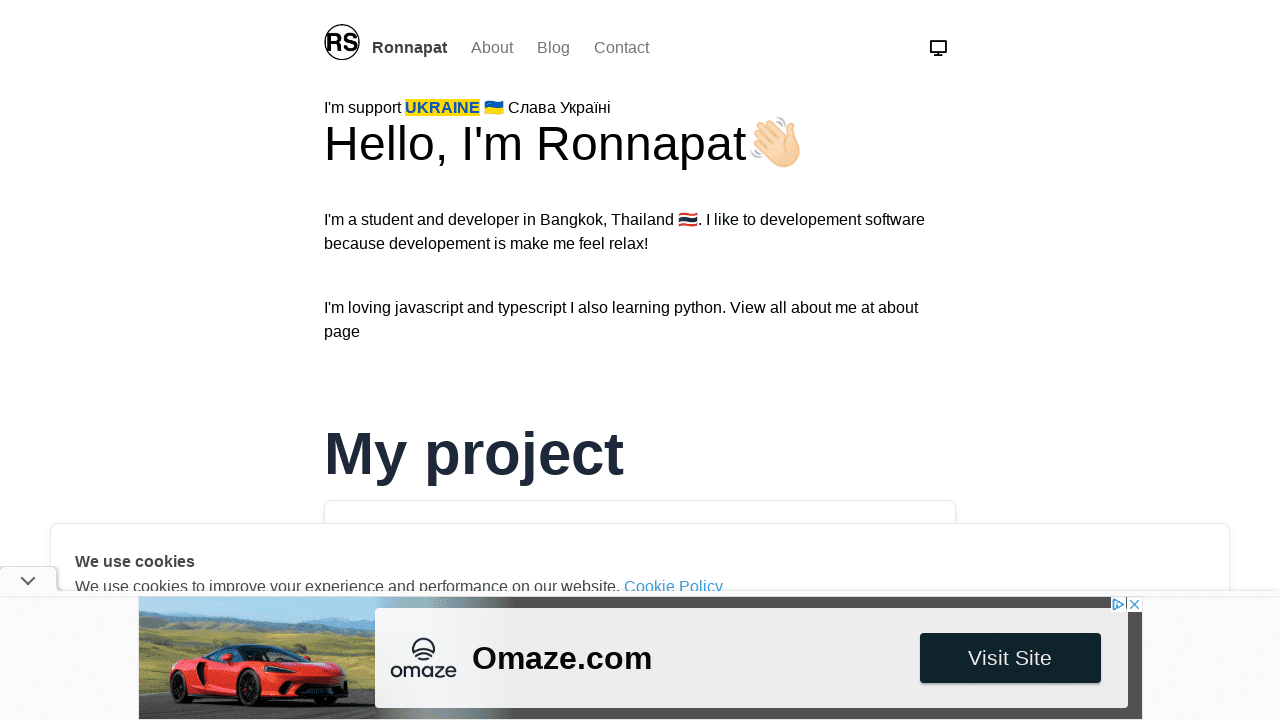 RS Ronnapat About Blog Contact
I'm support UKRAINE 🇺🇦 Слава Україні
Hello, I'm Ronnapat👋🏻
I'm a student and developer in Bangkok, Thailand 🇹🇭. I like to developement software
because developement is make me feel relax!
I'm loving javascript and typescript I also learning python. View all about me at about
page
My project
We use cookies
We use cookies to improve your experience and performance on our website. Cookie Policy
omaze Omaze.com Visit Site